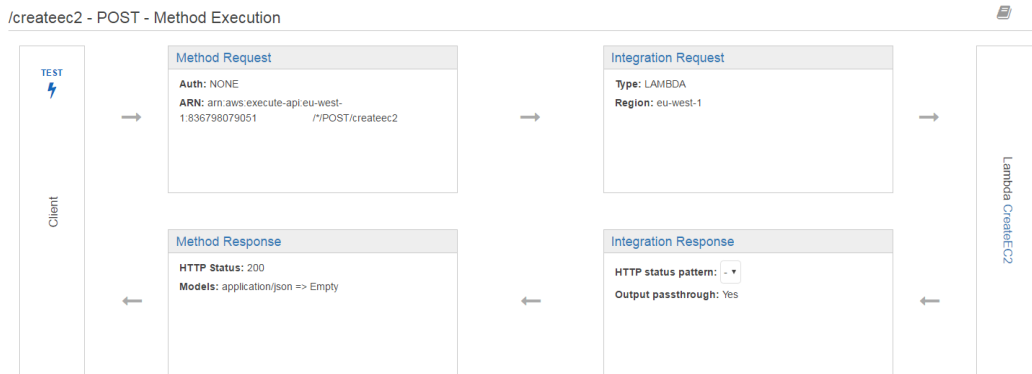 /createec2 - POST - Method Execution
TEST
Client
Method Request
Auth: NONE
ARN: arn:aws:execute-api:eu-west-
1:836798079051 /*/POST/createec2
Integration Request
Type: LAMBDA
Region: eu-west-1
Lambda CreateEC2
Method Response
HTTP Status: 200
Models: application/json => Empty
Integration Response
HTTP status pattern: -
Output passthrough: Yes